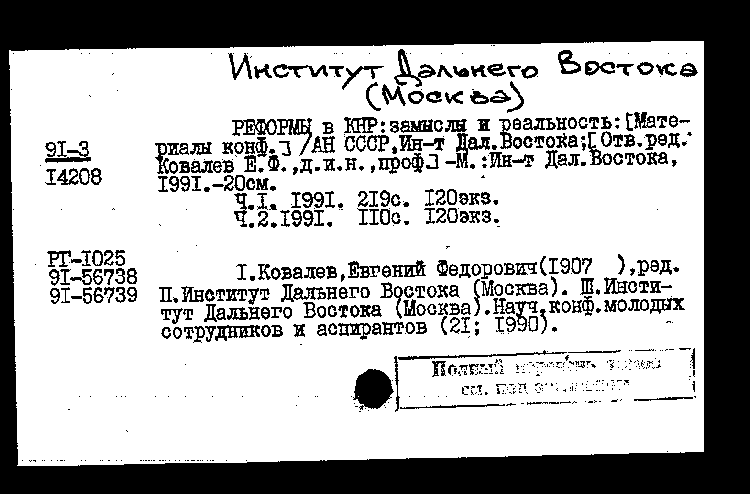 Институт Дальнего Востока
(Москва)
РЕФОРМЫ в КНР:замыслы и реальность:[Мате-
91-3 риалы конф.] /АН СССР,Ин-т Дал.Востока;[Отв.ред.
Ковалев Е.Ф.,д.и.н.,проф.]-М.:Ин-т Дал.Востока,
14208 1991.-20см.
Ч.1. 1991. 219с. 120экз.
Ч.2.1991. 110с. 120экз.
РГ-1025
91-56738 I.Ковалев,Евгений Федорович(1907 ),ред.
91-56739 П.Институт Дальнего Востока (Москва). Ш.Инсти-
тут Дальнего Востока (Москва).Науч.конф.молодых
сотрудников и аспирантов (21; 1990).
Полный
см. под